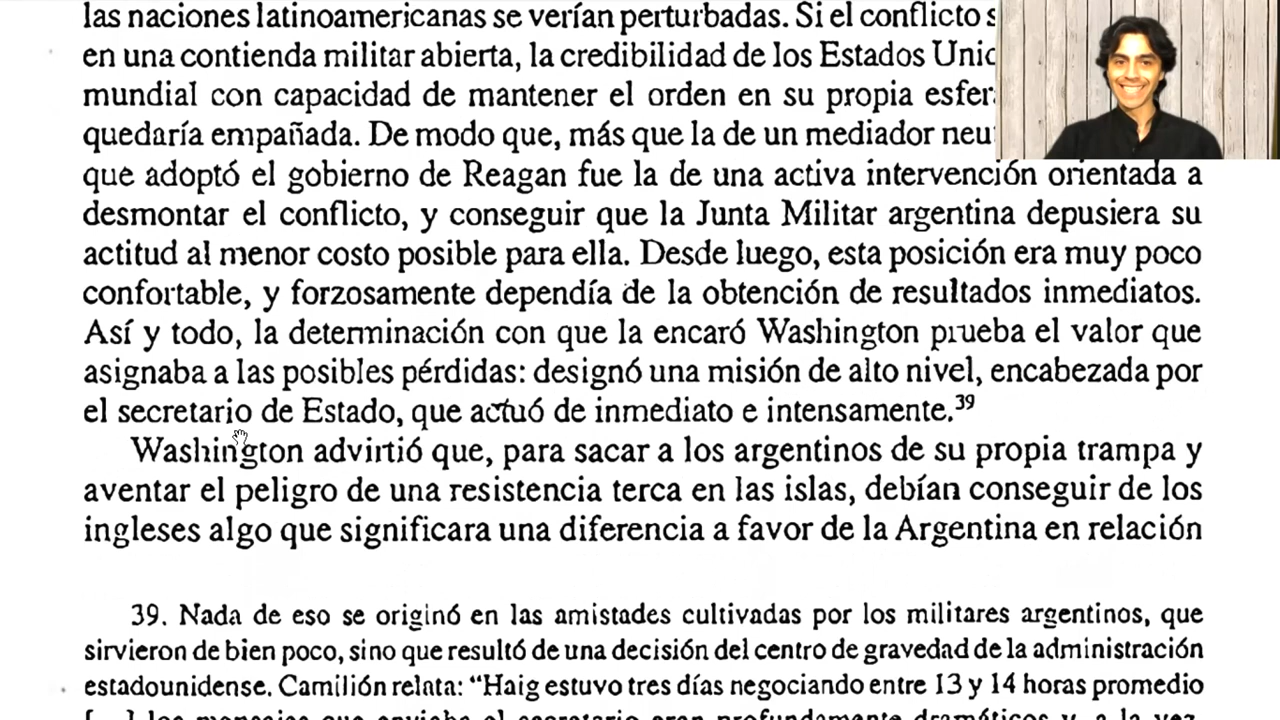 las naciones latinoamericanas se verían perturbadas. Si el conflicto
en una contienda militar abierta, la credibilidad de los Estados
mundial con capacidad de mantener el orden en su propia
quedaría empañada. De modo que, más que la de un mediador
que adoptó el gobierno de Reagan fue la de una activa intervención orientada a
desmontar el conflicto, y conseguir que la Junta Militar argentina depusiera su
actitud al menor costo posible para ella. Desde luego, esta posición era muy poco
confortable, y forzosamente dependía de la obtención de resultados inmediatos.
Así y todo, la determinación con que la encaró Washington prueba el valor que
asignaba a las posibles pérdidas: designó una misión de alto nivel, encabezada por
el secretario de Estado, que actuó de inmediato e intensamente.³⁹
Washington advirtió que, para sacar a los argentinos de su propia trampa y
aventar el peligro de una resistencia terca en las islas, debían conseguir de los
ingleses algo que significara una diferencia a favor de la Argentina en relación
39. Nada de eso se originó en las amistades cultivadas por los militares argentinos, que
sirvieron de bien poco, sino que resultó de una decisión del centro de gravedad de la administración
estadounidense. Camilión relata: “Haig estuvo tres días negociando entre 13 y 14 horas promedio